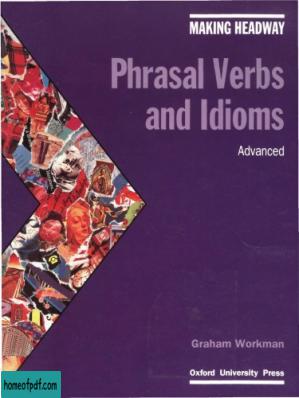 MAKING HEADWAY
Phrasal Verbs
and Idioms
Advanced
Graham Workman
Oxford University Press
homeofpdf.com